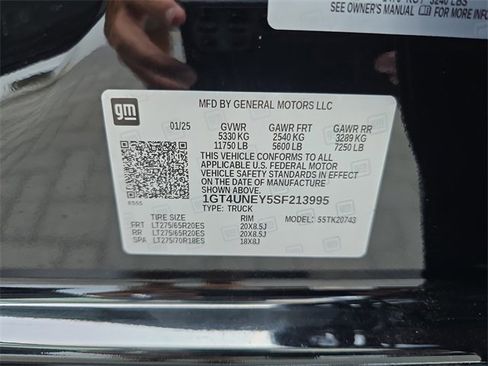 SEE OWNER'S MANUAL FOR MORE INFO
gm
MFD BY GENERAL MOTORS LLC
01/25 GVWR GAWR FRT GAWR RR
5330 KG 2540 KG 3289 KG
11750 LB 5600 LB 7250 LB
THIS VEHICLE CONFORMS TO ALL
APPLICABLE U.S. FEDERAL MOTOR
VEHICLE SAFETY STANDARDS IN
EFFECT ON THE DATE OF
MANUFACTURE SHOWN ABOVE.
1GT4UNEY5SF213995
TYPE: TRUCK
TIRE SIZE RIM MODEL: S5TK20743
FRT LT275/65R20ES 20X8.5J
RR LT275/65R20ES 20X8.5J
SPA LT275/70R18ES 18X8J